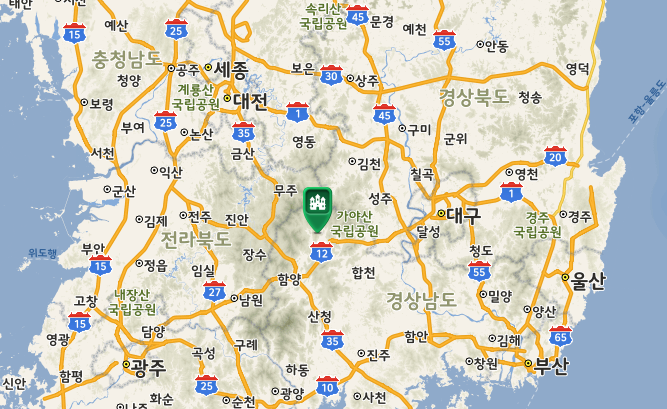 태안
예산
25
속리산
국립공원
45
문경
예천
15
55
안동
충청남도
공주
세종
보은
30
상주
영덕
청양
계룡산
국립공원
대전
경상북도
청송
포항-울릉도
보령
25
부여
논산
35
1
45
구미
군위
서천
금산
영동
김천
20
익산
칠곡
영천
군산
무주
성주
1
김제
전주
진안
가야산
국립공원
대구
경주
국립공원
경주
위도행
부안
전라북도
장수
12
달성
청도
15
정읍
임실
함양
합천
55
울산
고창
내장산
국립공원
27
남원
경상남도
밀양
15
산청
양산
영광
담양
35
함안
김해
65
광주
곡성
구례
진주
창원
부산
신안
함평
하동
25
광양
10
화순
순천
사천
나주